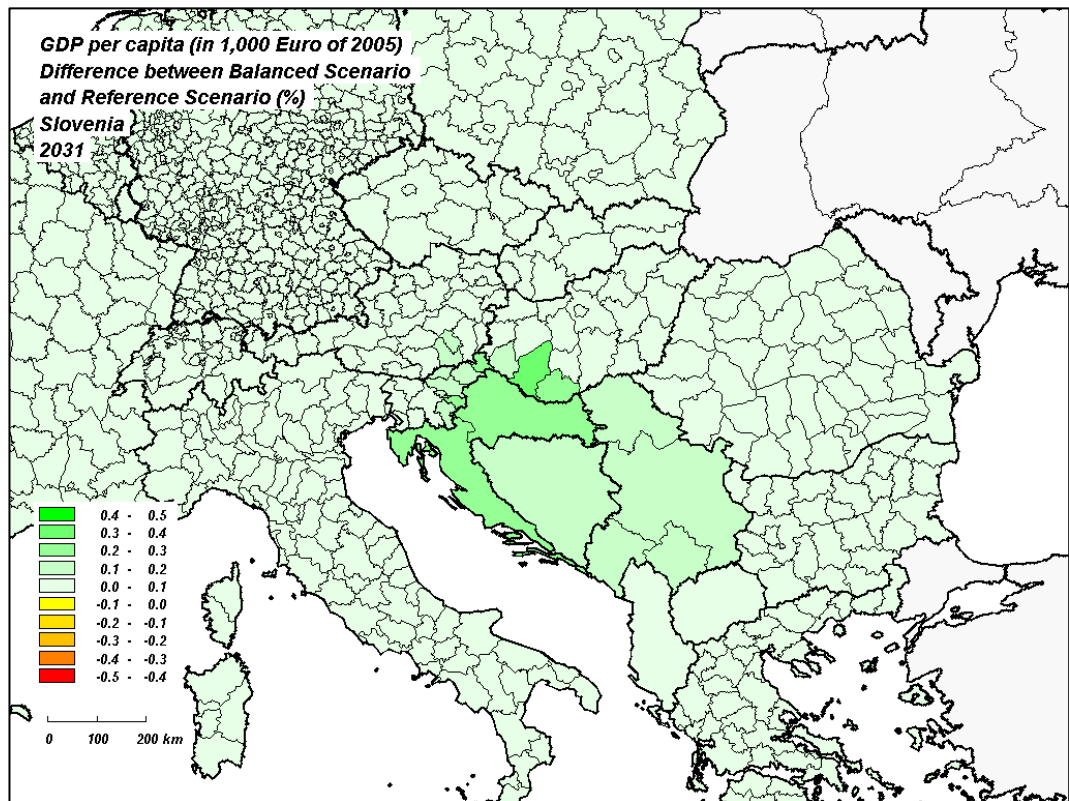 GDP per capita (in 1,000 Euro of 2005)
Difference between Balanced Scenario
and Reference Scenario (%)
Slovenia
2031
0.4 - 0.5
0.3 - 0.4
0.2 - 0.3
0.1 - 0.2
0.0 - 0.1
-0.1 - 0.0
-0.2 - -0.1
-0.3 - -0.2
-0.4 - -0.3
-0.5 - -0.4
0 100 200 km